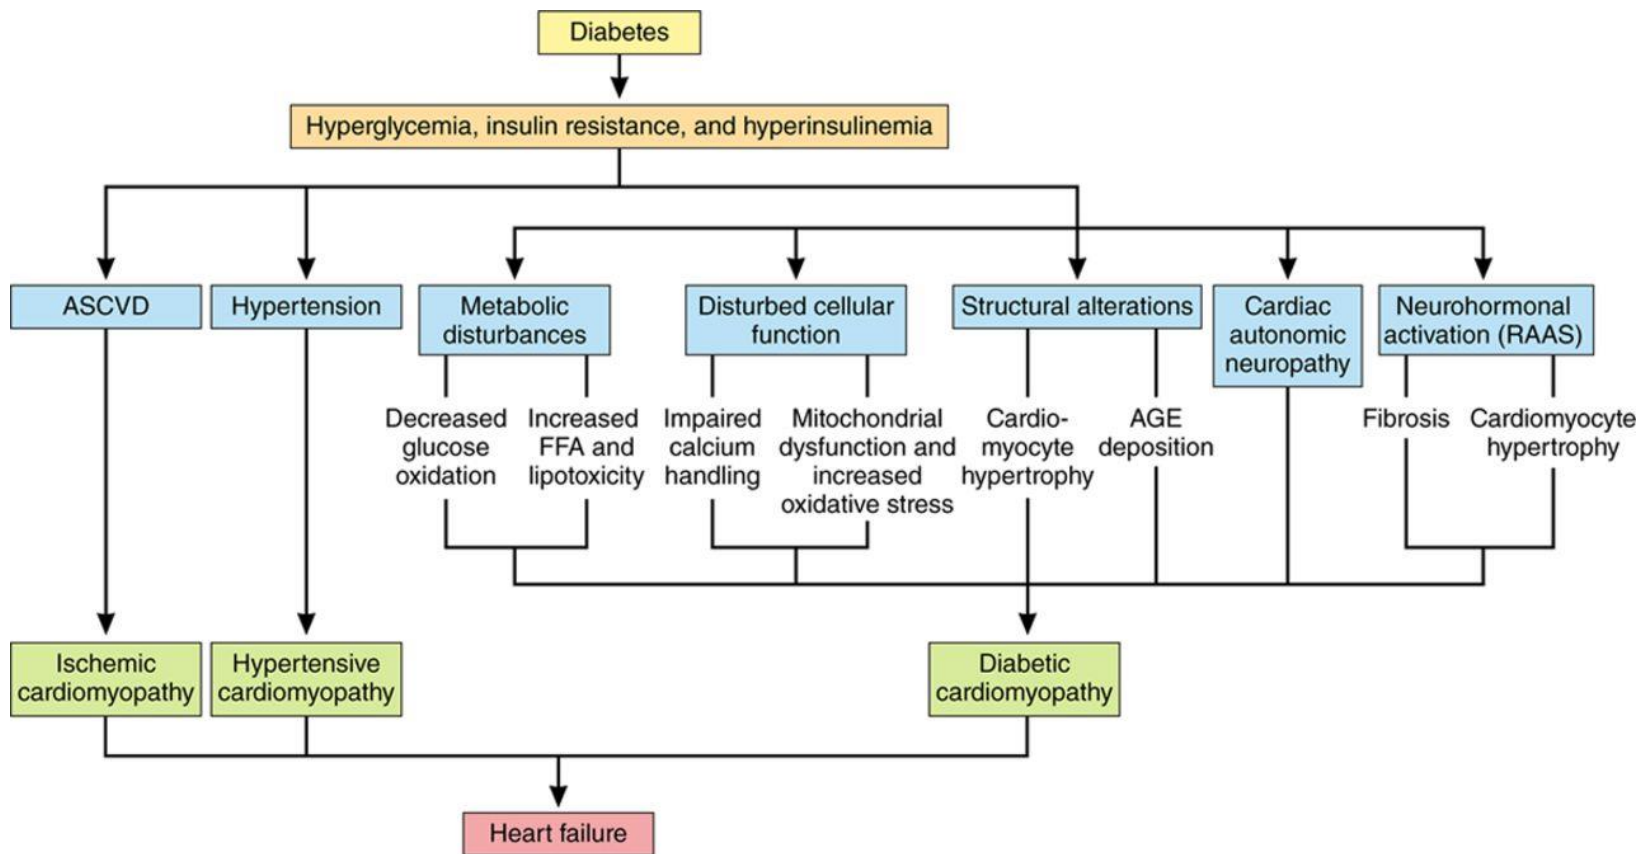 Diabetes
Hyperglycemia, insulin resistance, and hyperinsulinemia
ASCVD
Hypertension
Metabolic
disturbances
Disturbed cellular
function
Structural alterations
Cardiac
autonomic
neuropathy
Neurohormonal
activation (RAAS)
Decreased
glucose
oxidation
Increased
FFA and
lipotoxicity
Impaired
calcium
handling
Mitochondrial
dysfunction and
increased
oxidative stress
Cardio-
myocyte
hypertrophy
AGE
deposition
Fibrosis
Cardiomyocyte
hypertrophy
Ischemic
cardiomyopathy
Hypertensive
cardiomyopathy
Diabetic
cardiomyopathy
Heart failure